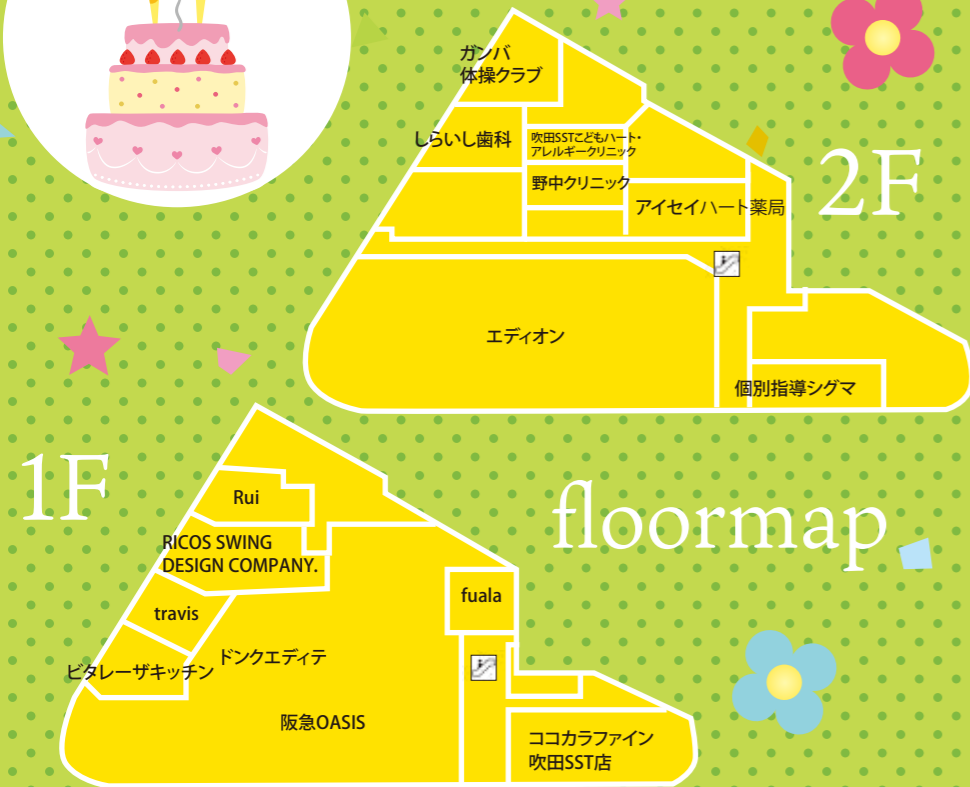 ガンバ
体操クラブ
しらいし歯科
吹田SSTこどもハート・
アレルギークリニック
野中クリニック
アイセイハート薬局
2F
エディオン
個別指導シグマ
1F
floormap
Rui
RICOS SWING
DESIGN COMPANY.
travis
fuala
ビタレーザキッチン
ドンクエディテ
阪急OASIS
ココカラファイン
吹田SST店